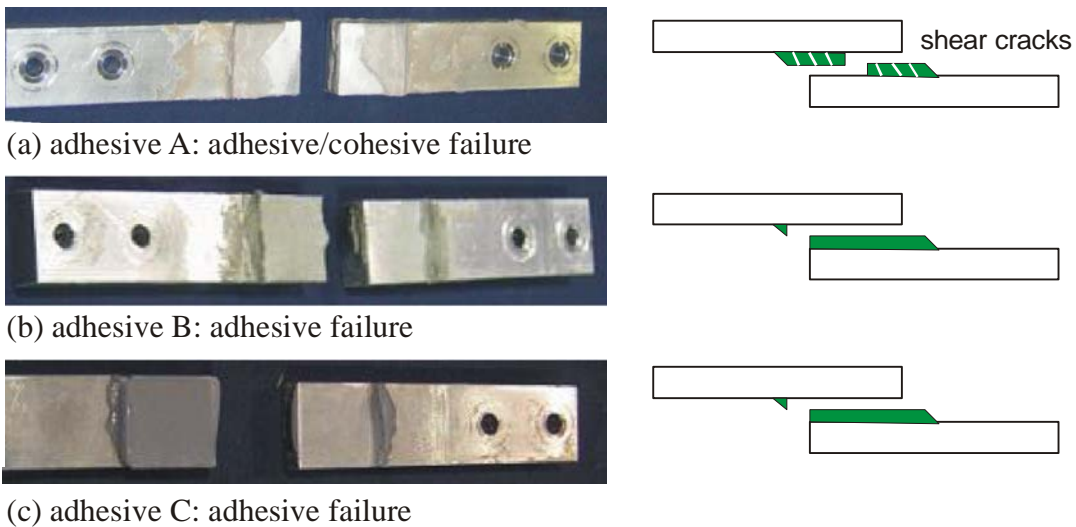 shear cracks
(a) adhesive A: adhesive/cohesive failure
(b) adhesive B: adhesive failure
(c) adhesive C: adhesive failure